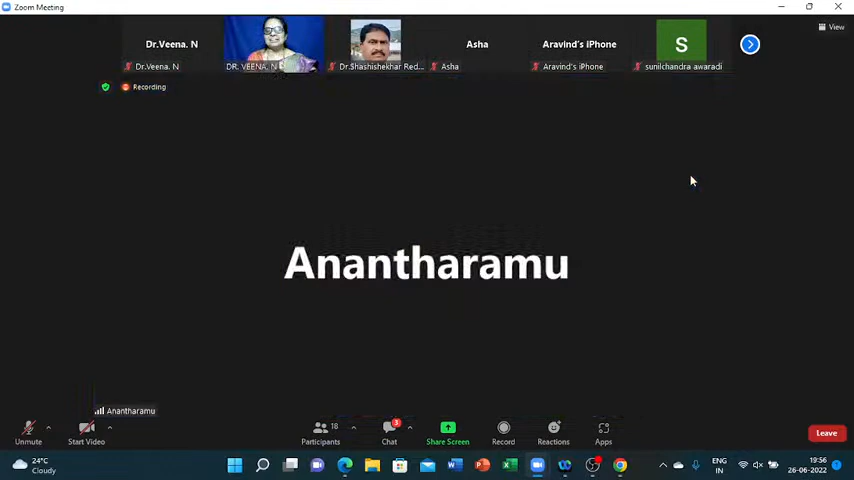 Zoom Meeting
View
Dr.Veena. N
Asha
Aravind's iPhone
S
Dr.Veena. N
DR. VEENA. N
Dr.Shashishekhar Red...
Asha
Aravind's iPhone
sunilchandra awaradi
Recording
Anantharamu
Anantharamu
Unmute
Start Video
18
Participants
3
Chat
Share Screen
Record
Reactions
Apps
Leave
24°C
Cloudy
ENG
IN
19:56
26-06-2022